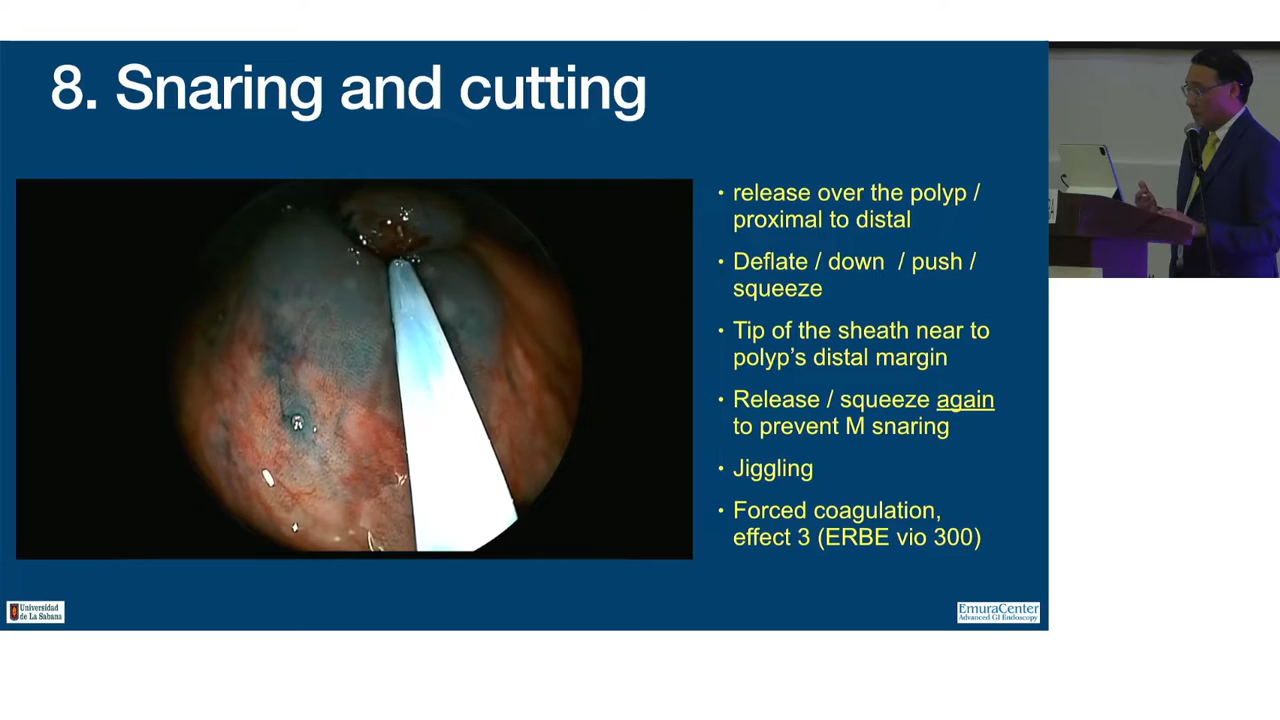 8. Snaring and cutting
• release over the polyp /
proximal to distal
• Deflate / down / push /
squeeze
• Tip of the sheath near to
polyp’s distal margin
• Release / squeeze again
to prevent M snaring
• Jiggling
• Forced coagulation,
effect 3 (ERBE vio 300)
Universidad
de La Sabana
EmuraCenter
Advanced GI Endoscopy